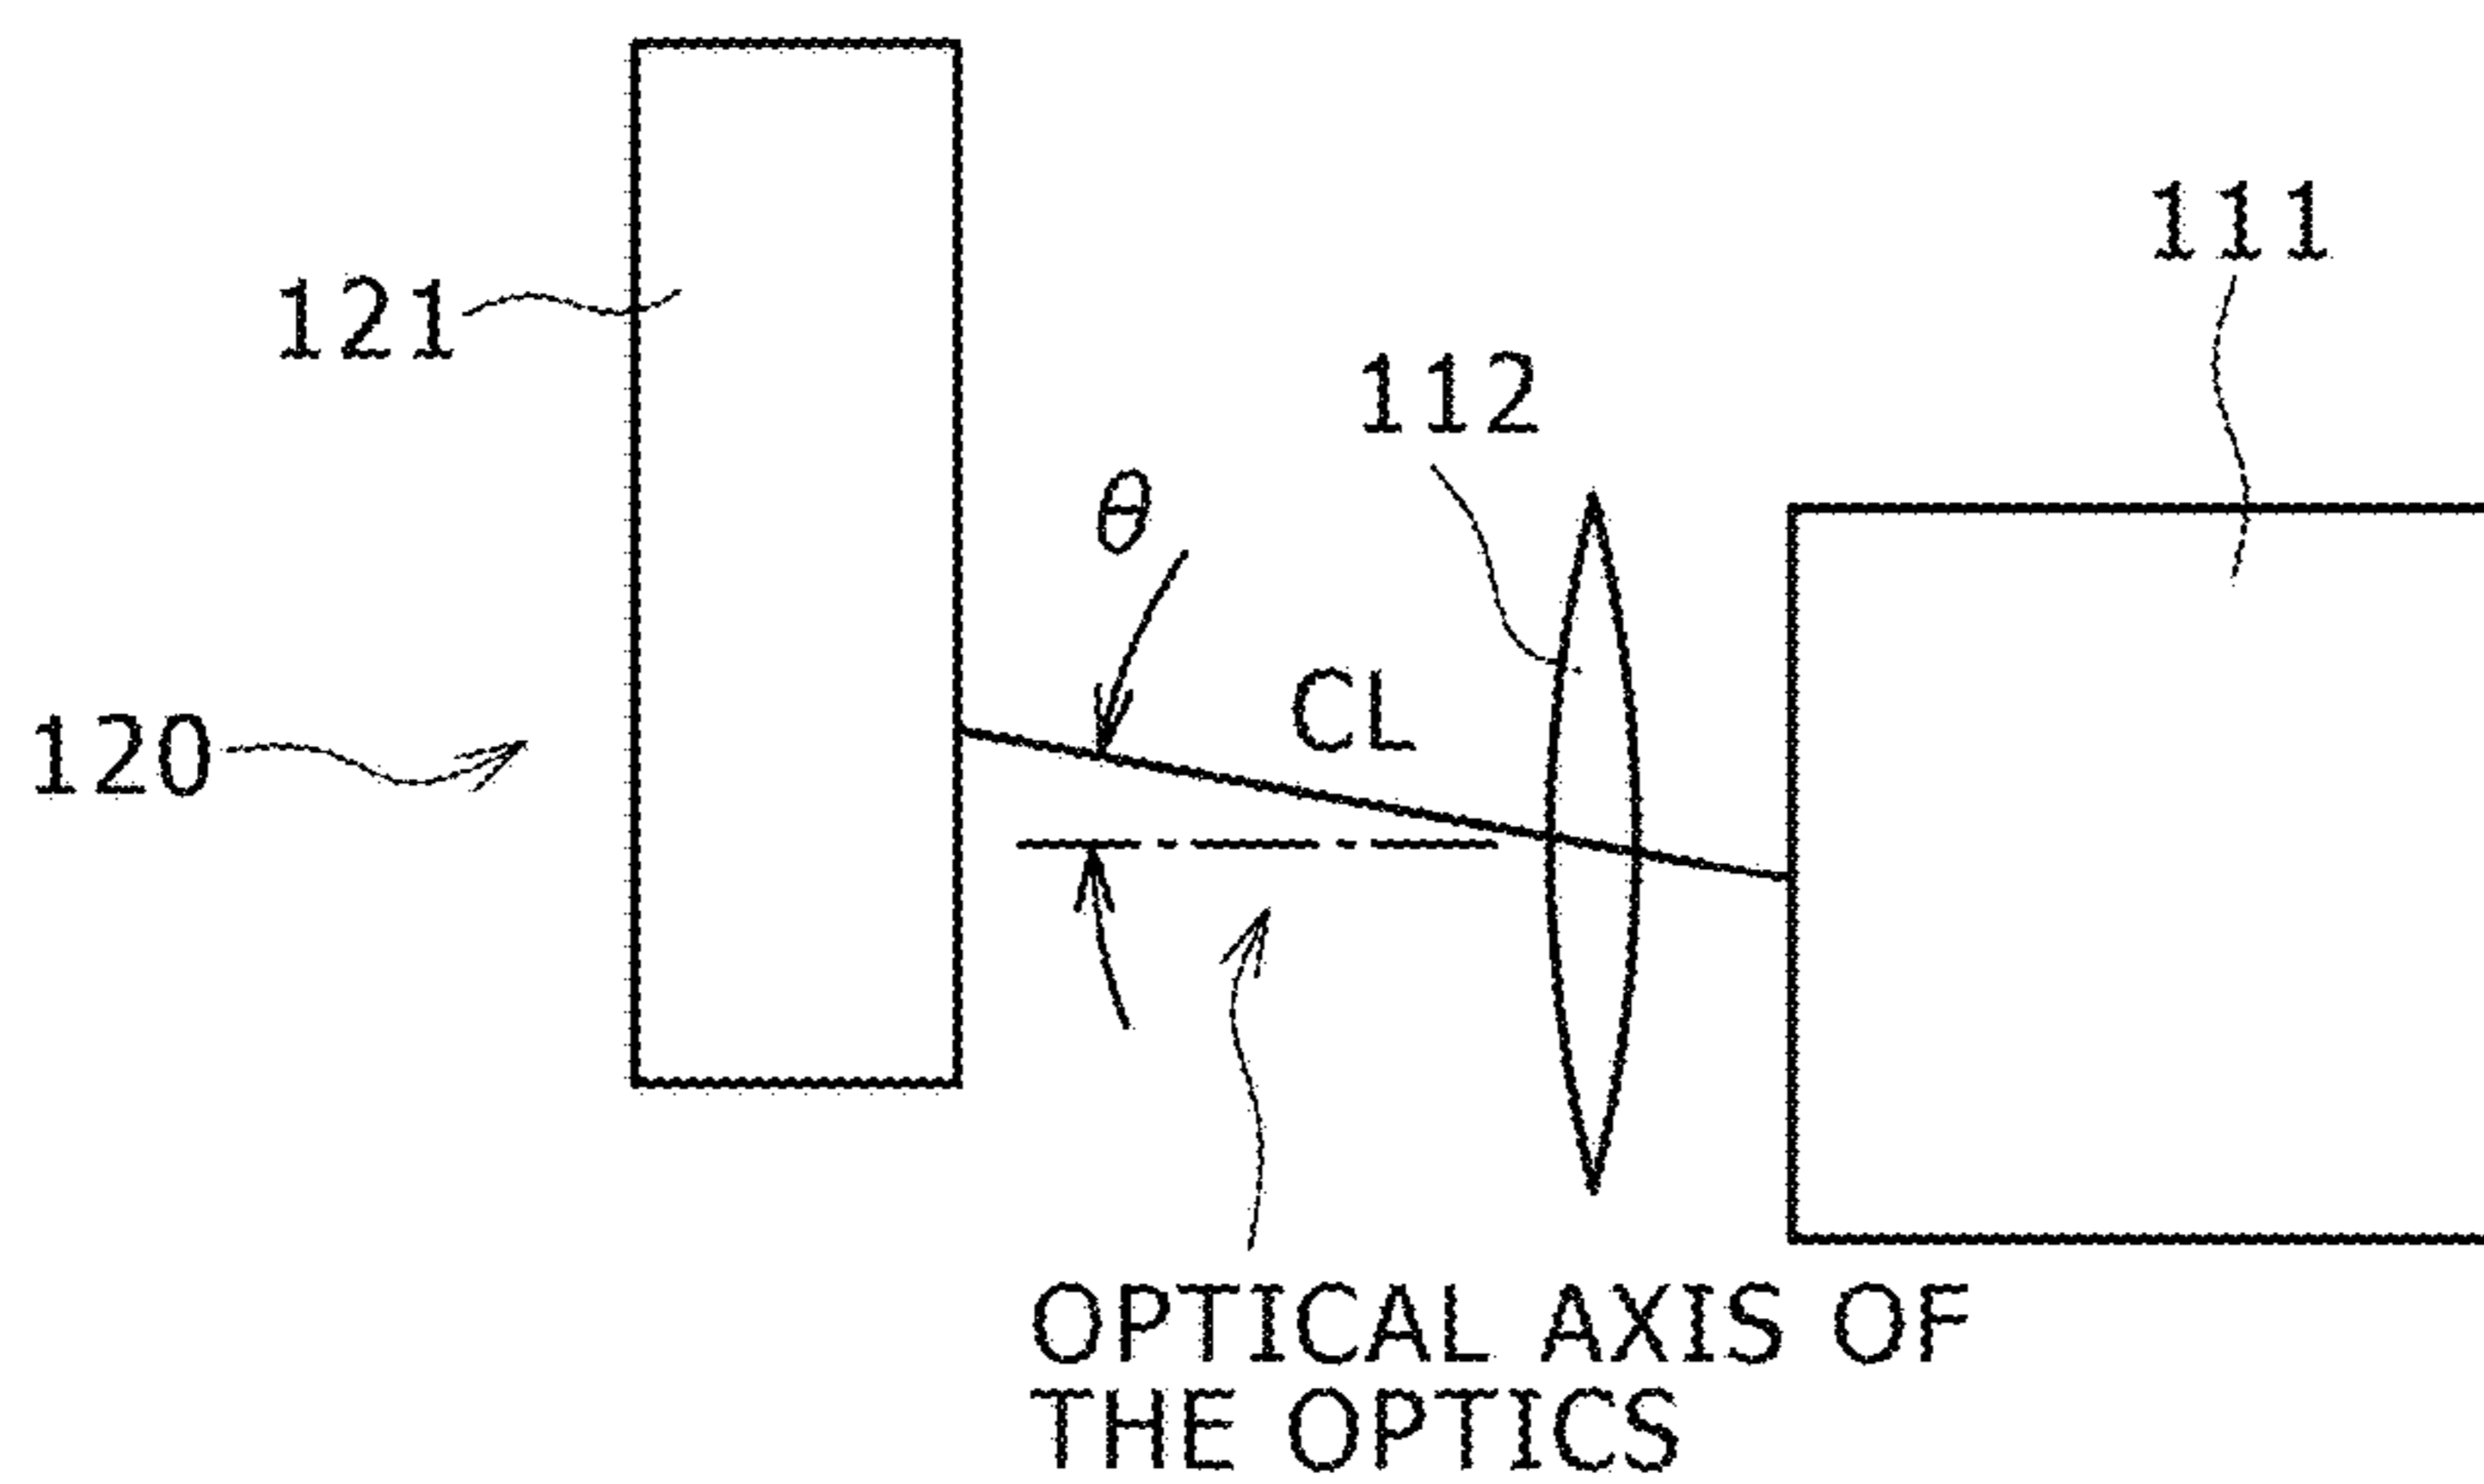 111
121
112
θ
CL
120
OPTICAL AXIS OF
THE OPTICS